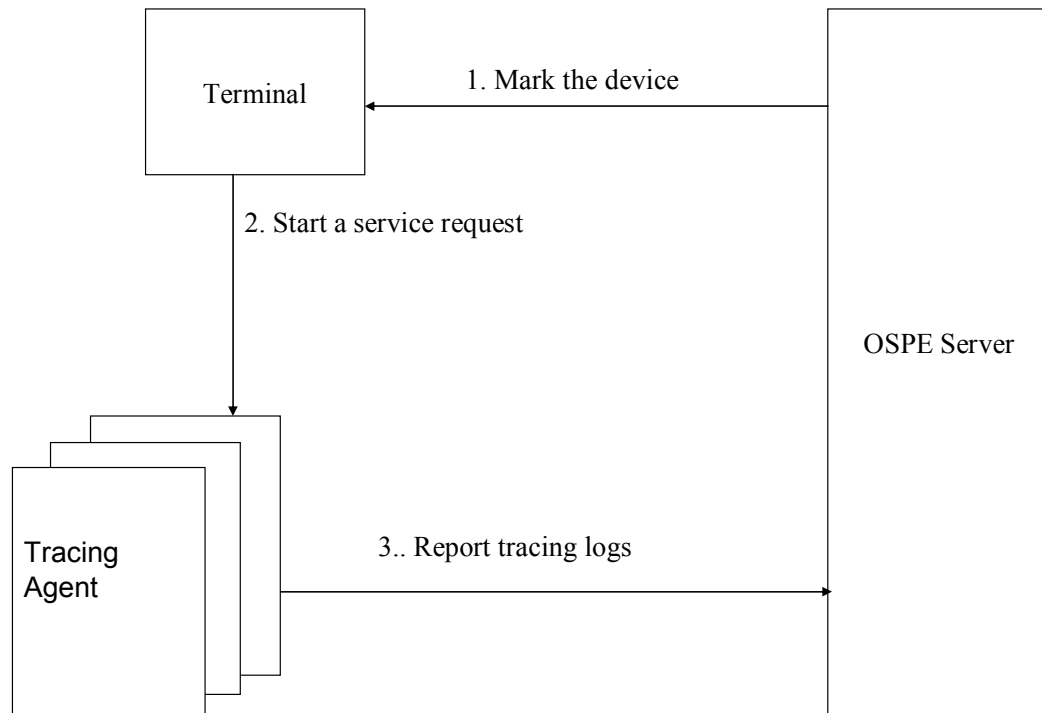 Terminal
1. Mark the device
2. Start a service request
OSPE Server
Tracing
Agent
3.. Report tracing logs